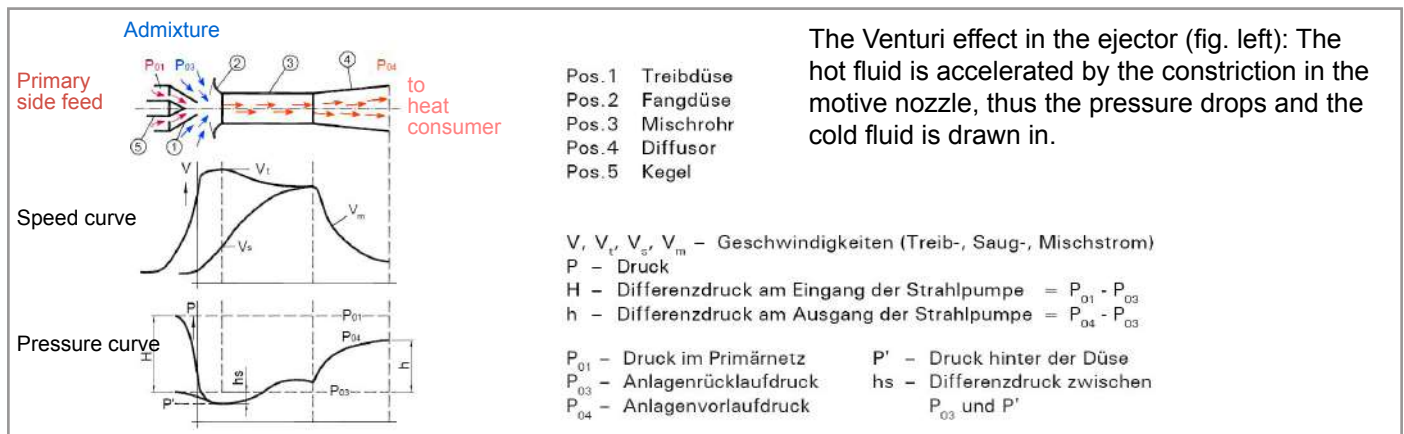 Admixture
Primary
side feed
P01 P03 ② ③ ④ P04
to
heat
consumer
⑤ ①
V
Vt
Speed curve
Vm
Vs
P
P01
P04
Pressure curve
H
hs
h
P03
P'
Pos.1 Treibdüse
Pos.2 Fangdüse
Pos.3 Mischrohr
Pos.4 Diffusor
Pos.5 Kegel
The Venturi effect in the ejector (fig. left): The
hot fluid is accelerated by the constriction in the
motive nozzle, thus the pressure drops and the
cold fluid is drawn in.
V, Vt, Vs, Vm – Geschwindigkeiten (Treib-, Saug-, Mischstrom)
P – Druck
H – Differenzdruck am Eingang der Strahlpumpe = P01 - P03
h – Differenzdruck am Ausgang der Strahlpumpe = P04 - P03
P01 – Druck im Primärnetz
P03 – Anlagenrücklaufdruck
P04 – Anlagenvorlaufdruck
P' – Druck hinter der Düse
hs – Differenzdruck zwischen
P03 und P'